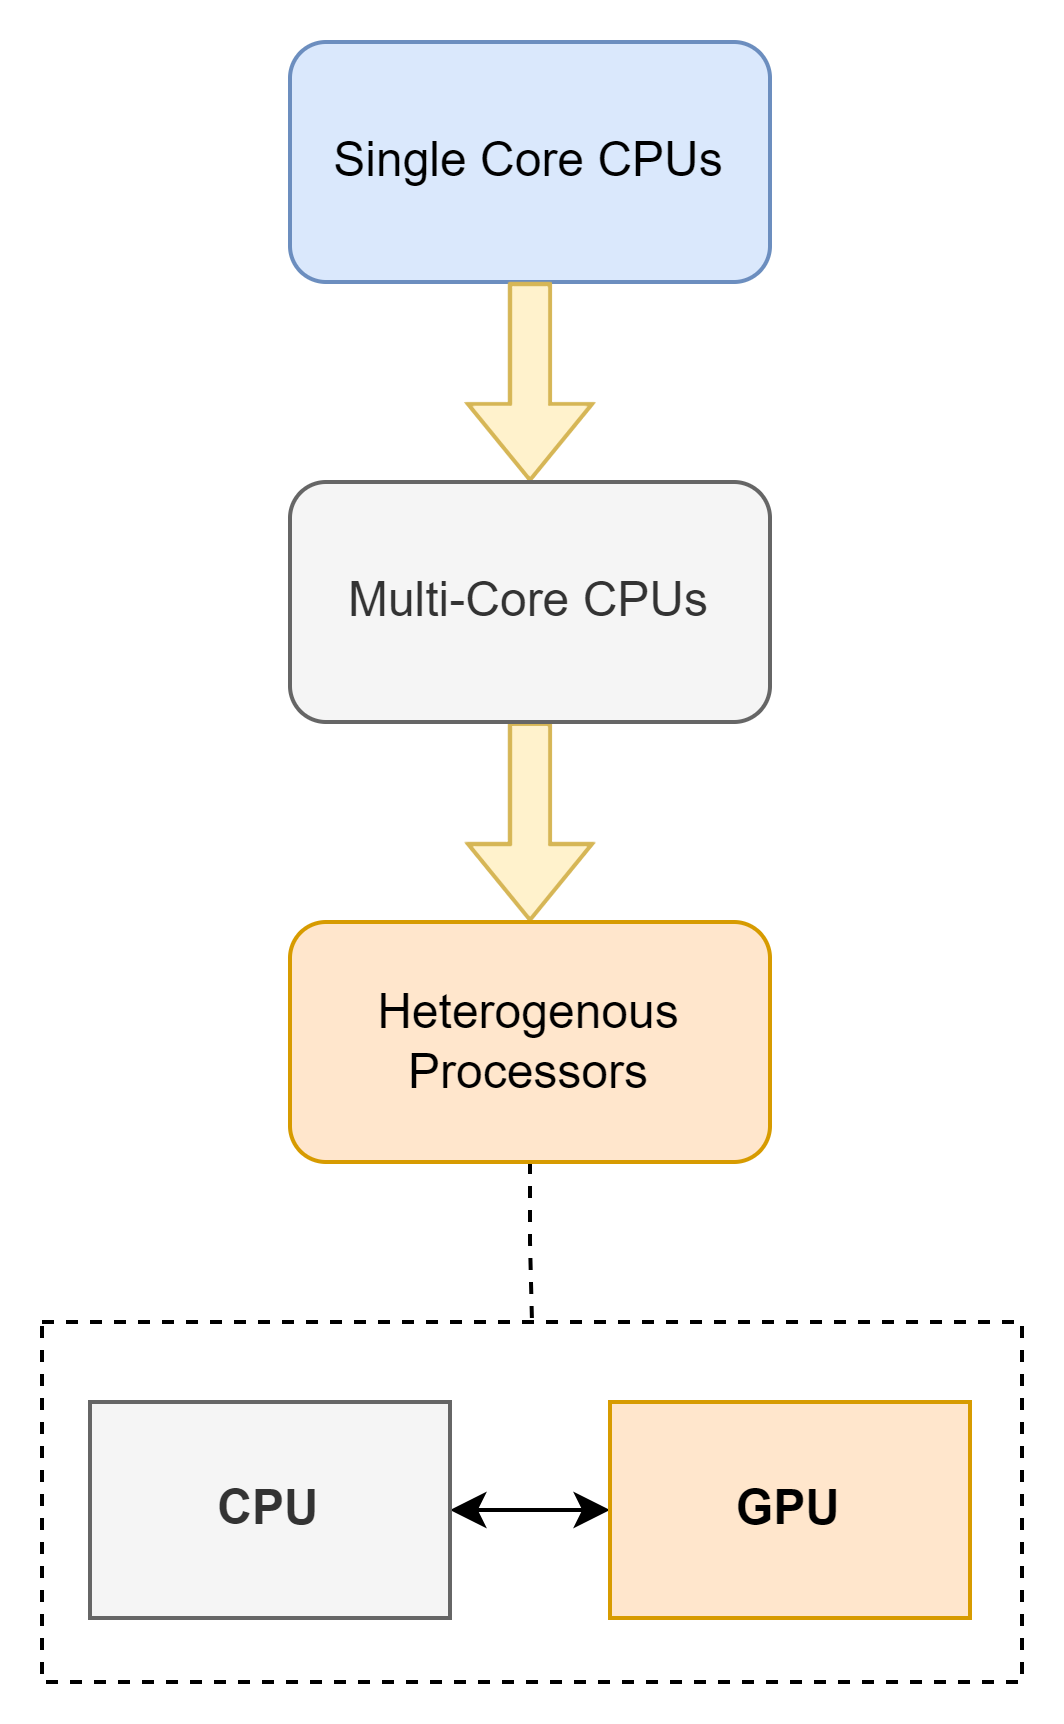 Single Core CPUs
Multi-Core CPUs
Heterogenous
Processors
CPU
GPU